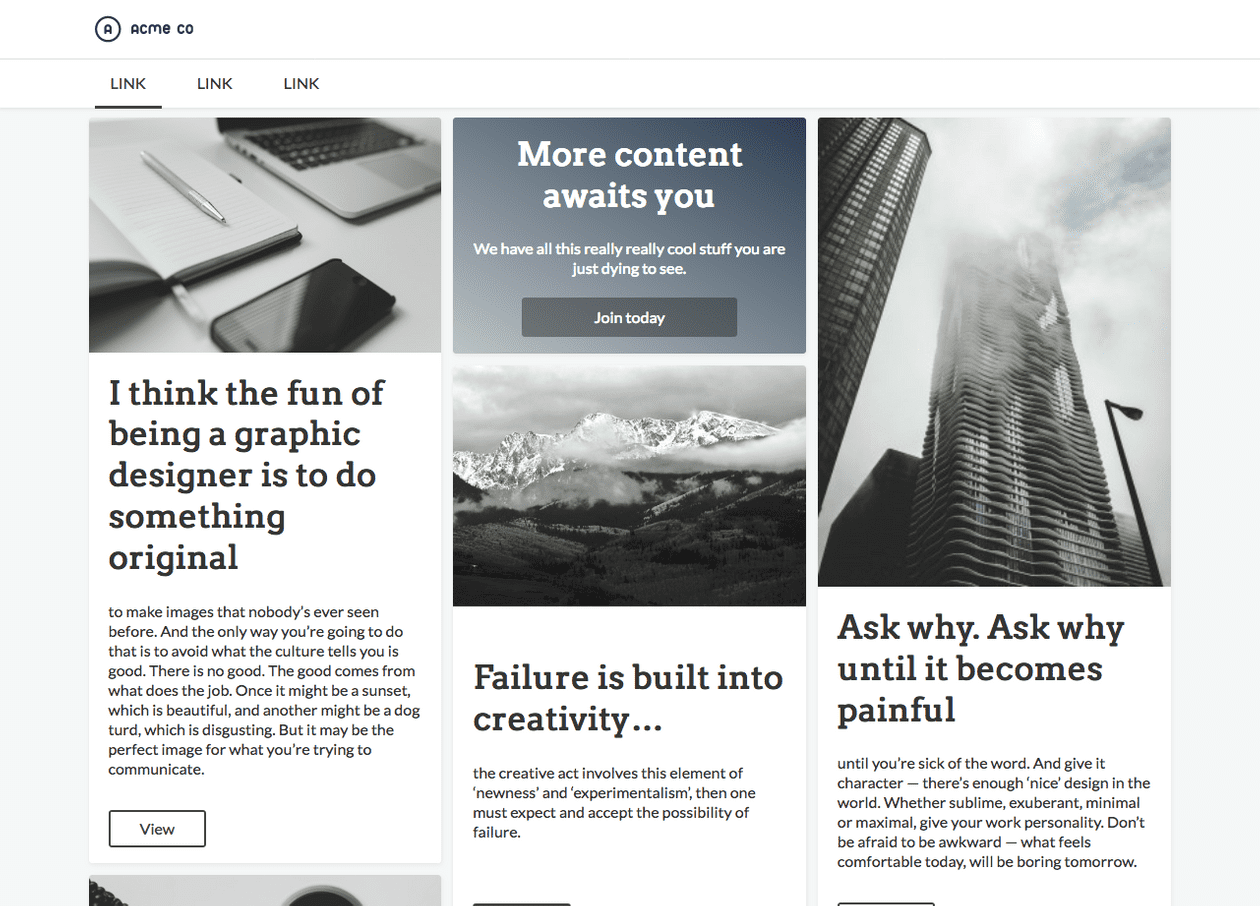 A ACME CO
LINK LINK LINK
I think the fun of
being a graphic
designer is to do
something
original
to make images that nobody’s ever seen
before. And the only way you’re going to do
that is to avoid what the culture tells you is
good. There is no good. The good comes from
what does the job. Once it might be a sunset,
which is beautiful, and another might be a dog
turd, which is disgusting. But it may be the
perfect image for what you’re trying to
communicate.
View
More content
awaits you
We have all this really really cool stuff you are
just dying to see.
Join today
Failure is built into
creativity…
the creative act involves this element of
‘newness’ and ‘experimentalism’, then one
must expect and accept the possibility of
failure.
Ask why. Ask why
until it becomes
painful
until you’re sick of the word. And give it
character — there’s enough ‘nice’ design in the
world. Whether sublime, exuberant, minimal
or maximal, give your work personality. Don’t
be afraid to be awkward — what feels
comfortable today, will be boring tomorrow.